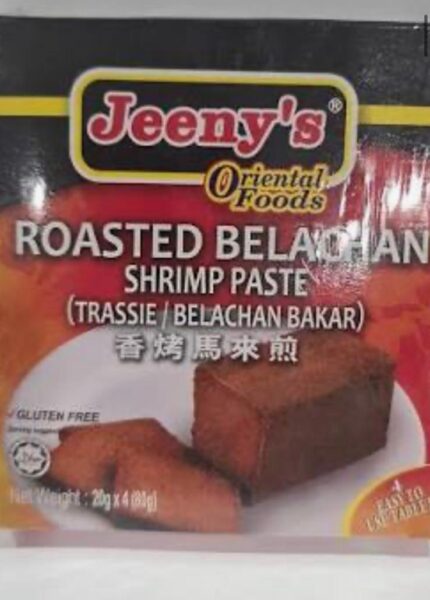 Jeeny's®
Oriental
Foods
ROASTED BELACHAN
SHRIMP PASTE
(TRASSIE / BELACHAN BAKAR)
香烤馬來煎
✓GLUTEN FREE
Net Weight : 20g x 4 (80g)
4
EASY TO
USE TABLET